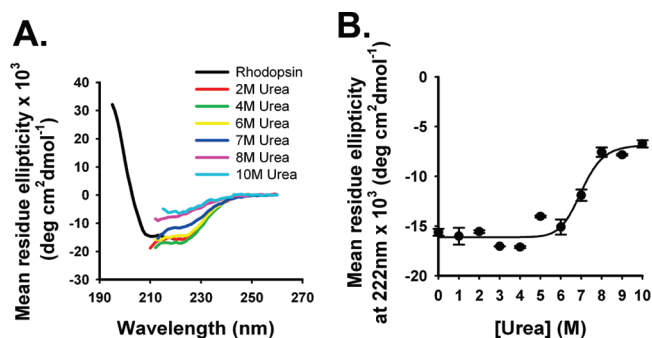 A.
Mean residue ellipticity x 10³
(deg cm²dmol⁻¹)
40
30
20
10
0
-10
-20
-30
190
210
230
250
270
Wavelength (nm)
Rhodopsin
2M Urea
4M Urea
6M Urea
7M Urea
8M Urea
10M Urea
B.
Mean residue ellipticity
at 222nm x 10³ (deg cm²dmol⁻¹)
0
-5
-10
-15
-20
0
1
2
3
4
5
6
7
8
9
10
[Urea] (M)